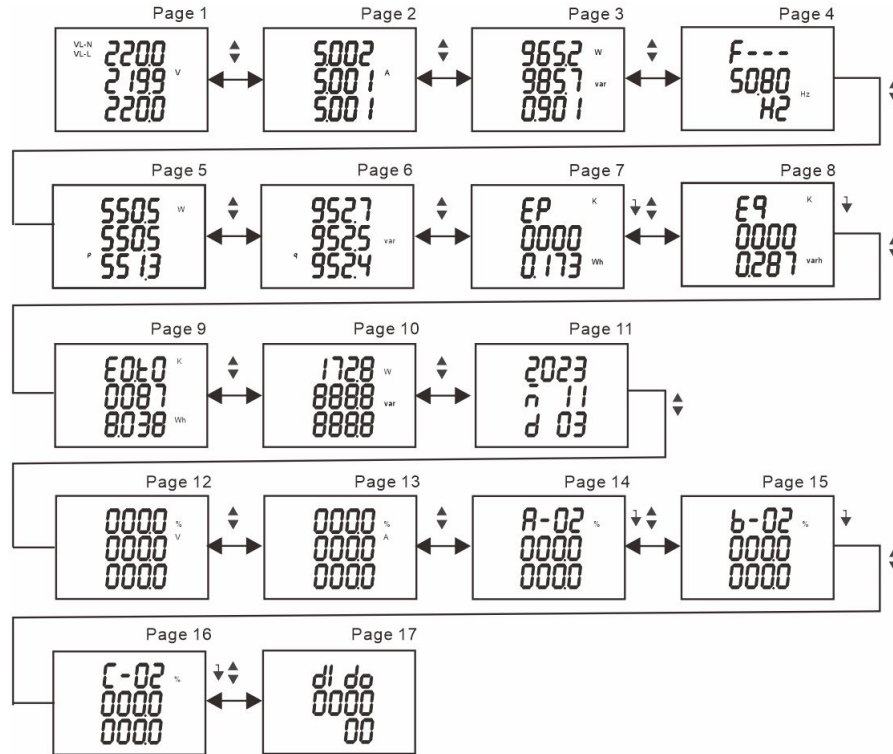 Page 1
Page 2
Page 3
Page 4
VL-N
VL-L
220.0
219.9
V
220.0
5.002
5.001
A
5.001
965.2
W
985.7
var
0.901
F---
50.80
Hz
HZ
Page 5
Page 6
Page 7
Page 8
550.5
W
550.5
P
551.3
952.7
952.5
var
q
952.4
EP
K
0000
0.173
Wh
Eq
K
0000
0.287
varh
Page 9
Page 10
Page 11
E0.t0
K
0087
8.038
Wh
172.8
W
888.8
var
888.8
2023
n 11
d 03
Page 12
Page 13
Page 14
Page 15
000.0
%
000.0
V
000.0
000.0
%
000.0
A
000.0
A-02
%
000.0
000.0
b-02
%
000.0
000.0
Page 16
Page 17
C-02
%
000.0
000.0
dI do
0000
00